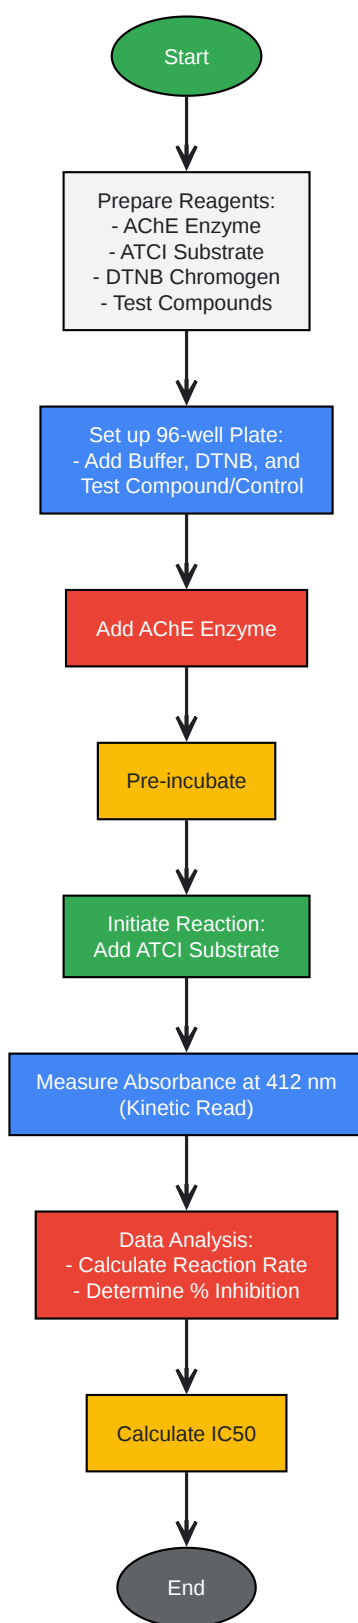 Start
Prepare Reagents:
- AChE Enzyme
- ATCI Substrate
- DTNB Chromogen
- Test Compounds
Set up 96-well Plate:
- Add Buffer, DTNB, and
Test Compound/Control
Add AChE Enzyme
Pre-incubate
Initiate Reaction:
Add ATCI Substrate
Measure Absorbance at 412 nm
(Kinetic Read)
Data Analysis:
- Calculate Reaction Rate
- Determine % Inhibition
Calculate IC50
End